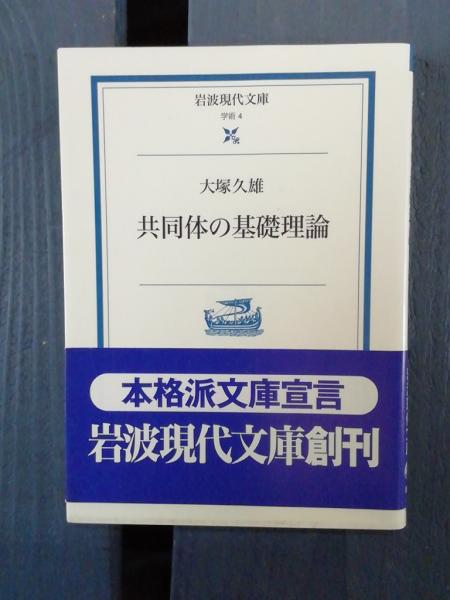 岩波現代文庫
学術 4
大塚久雄
共同体の基礎理論
本格派文庫宣言
岩波現代文庫創刊